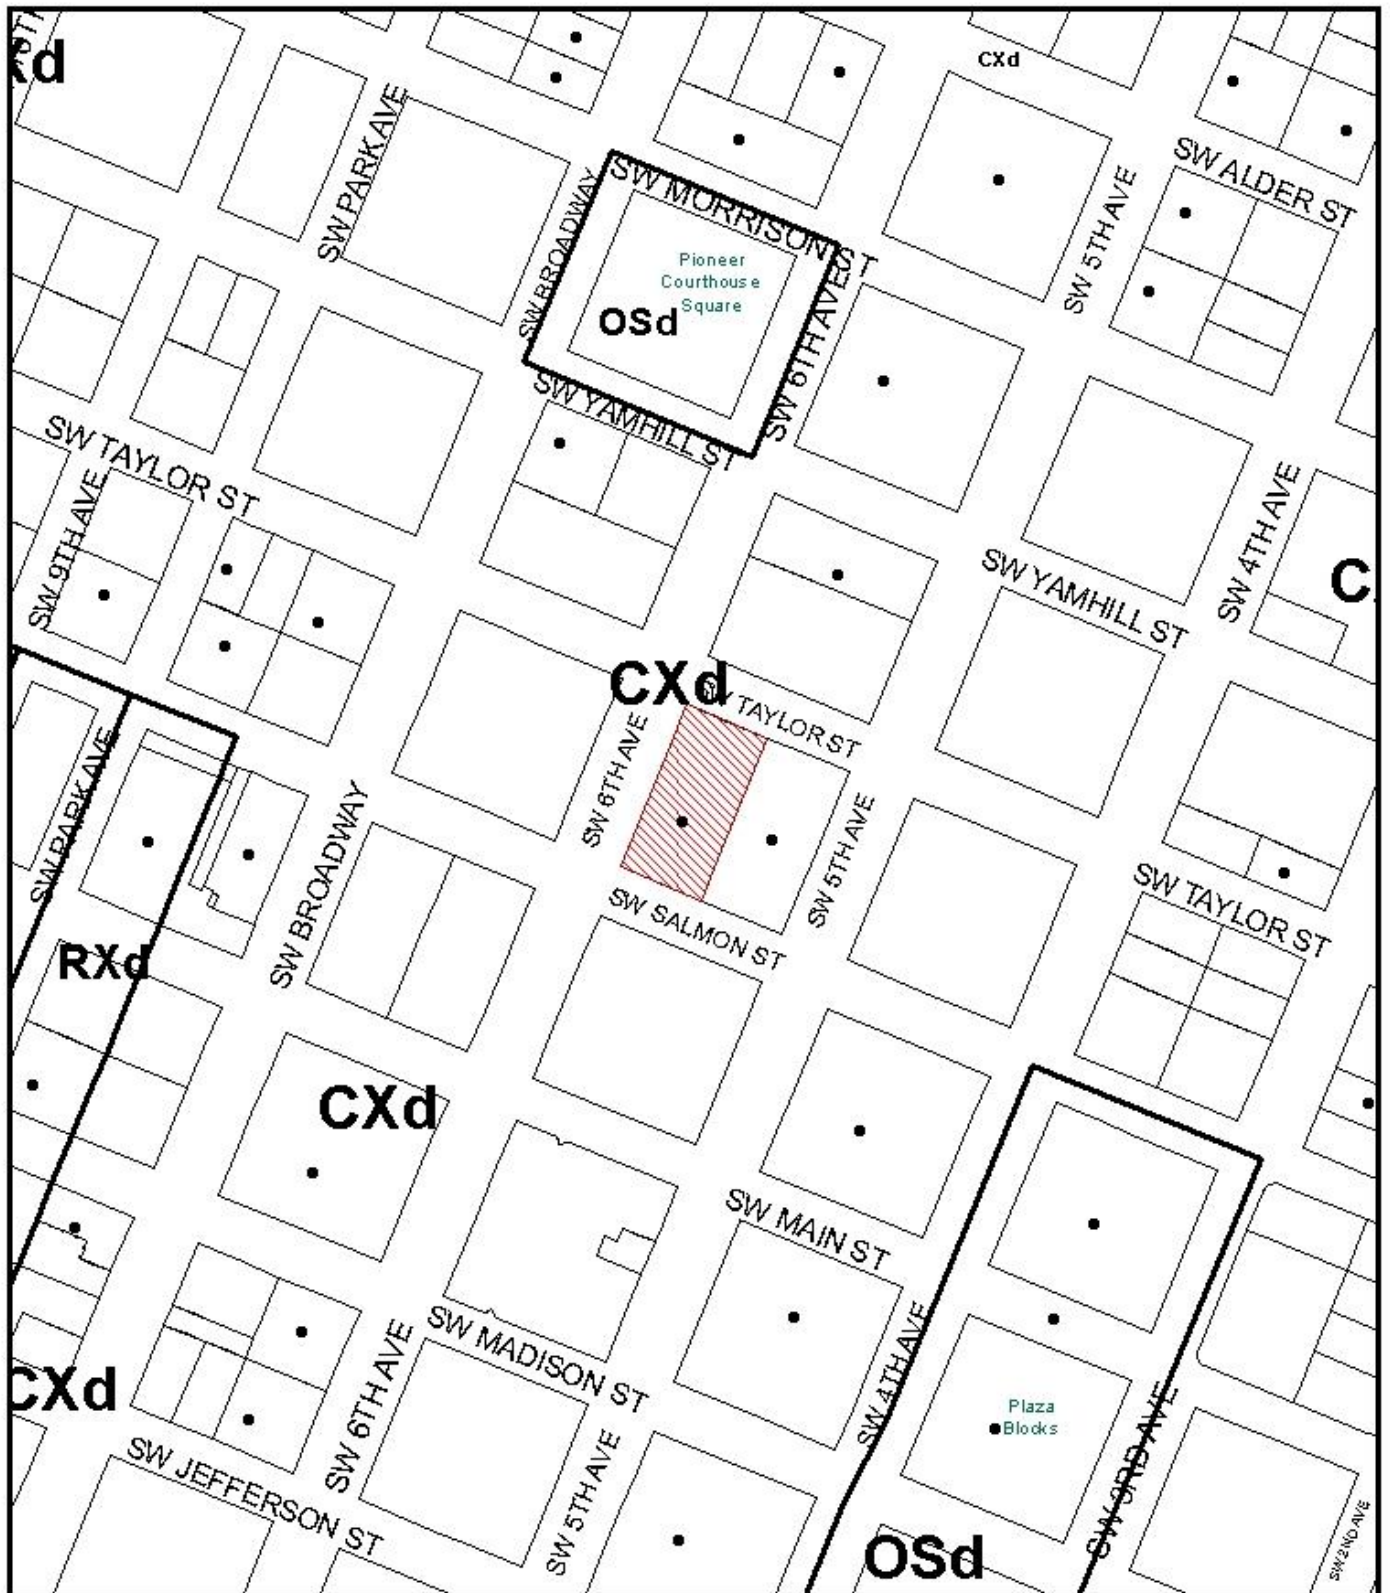 CXd
SW PARK AVE
SW ALDER ST
SW BROADWAY
SW MORRISON ST
SW 5TH AVE
Pioneer
Courthouse
Square
OSd
SW 6TH AVE
SW YAMHILL ST
SW TAYLOR ST
SW 9TH AVE
SW 4TH AVE
SW YAMHILL ST
CXd
SW TAYLOR ST
SW 6TH AVE
SW PARK AVE
SW BROADWAY
SW 5TH AVE
SW TAYLOR ST
SW SALMON ST
RXd
CXd
SW MAIN ST
SW MADISON ST
SW 4TH AVE
CXd
SW 6TH AVE
Plaza
Blocks
SW 3RD AVE
SW JEFFERSON ST
SW 5TH AVE
OSd
SW 2ND AVE